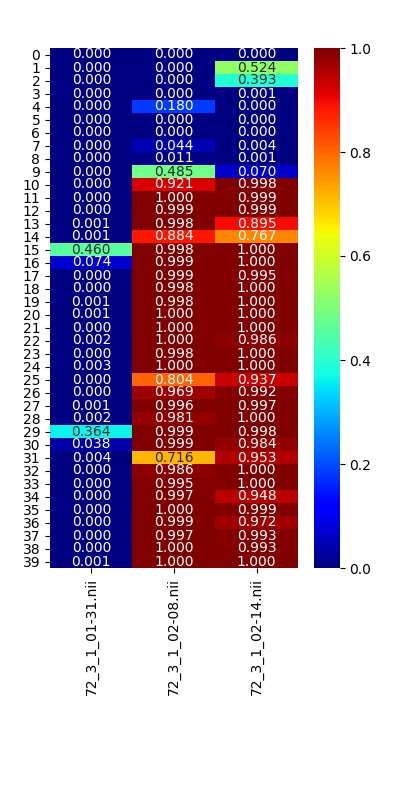 0 0.000 0.000 0.000
1 0.000 0.000 0.524
2 0.000 0.000 0.393
3 0.000 0.000 0.001
4 0.000 0.180 0.000
5 0.000 0.000 0.000
6 0.000 0.000 0.000
7 0.000 0.044 0.004
8 0.000 0.011 0.001
9 0.000 0.485 0.070
10 0.000 0.921 0.998
11 0.000 1.000 0.999
12 0.000 0.999 0.999
13 0.001 0.998 0.895
14 0.001 0.884 0.767
15 0.460 0.998 1.000
16 0.074 0.999 1.000
17 0.000 0.999 0.995
18 0.000 0.998 1.000
19 0.001 0.998 1.000
20 0.000 1.000 1.000
21 0.000 1.000 1.000
22 0.002 1.000 0.986
23 0.000 0.998 1.000
24 0.003 1.000 1.000
25 0.000 0.804 0.937
26 0.000 0.969 0.992
27 0.001 0.996 0.997
28 0.002 0.981 1.000
29 0.364 0.999 0.998
30 0.038 0.999 0.984
31 0.004 0.716 0.953
32 0.000 0.986 1.000
33 0.000 0.995 1.000
34 0.000 0.997 0.948
35 0.000 1.000 0.999
36 0.000 0.999 0.972
37 0.000 0.997 0.993
38 0.000 1.000 0.993
39 0.001 1.000 1.000
72_3_1_01-31.nii
72_3_1_02-08.nii
72_3_1_02-14.nii
1.0
0.8
0.6
0.4
0.2
0.0